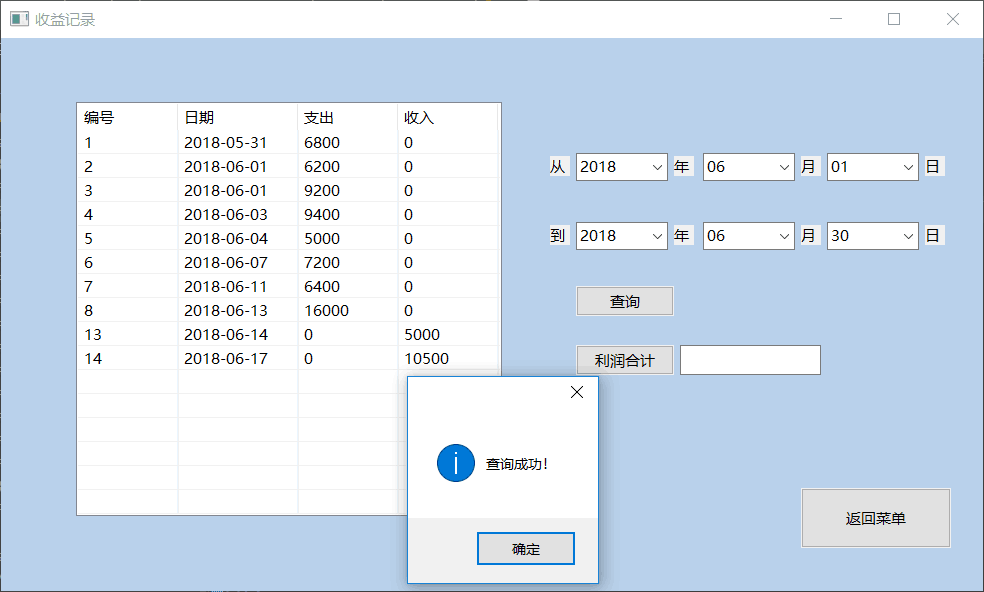 收益记录
编号 日期 支出 收入
1 2018-05-31 6800 0
2 2018-06-01 6200 0
3 2018-06-01 9200 0
4 2018-06-03 9400 0
5 2018-06-04 5000 0
6 2018-06-07 7200 0
7 2018-06-11 6400 0
8 2018-06-13 16000 0
13 2018-06-14 0 5000
14 2018-06-17 0 10500
从 2018 年 06 月 01 日
到 2018 年 06 月 30 日
查询
利润合计
查询成功！
确定
返回菜单